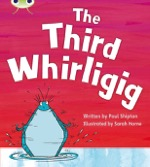 The
Third
Whirligig
Written by Paul Shipton
Illustrated by Sarah Horne